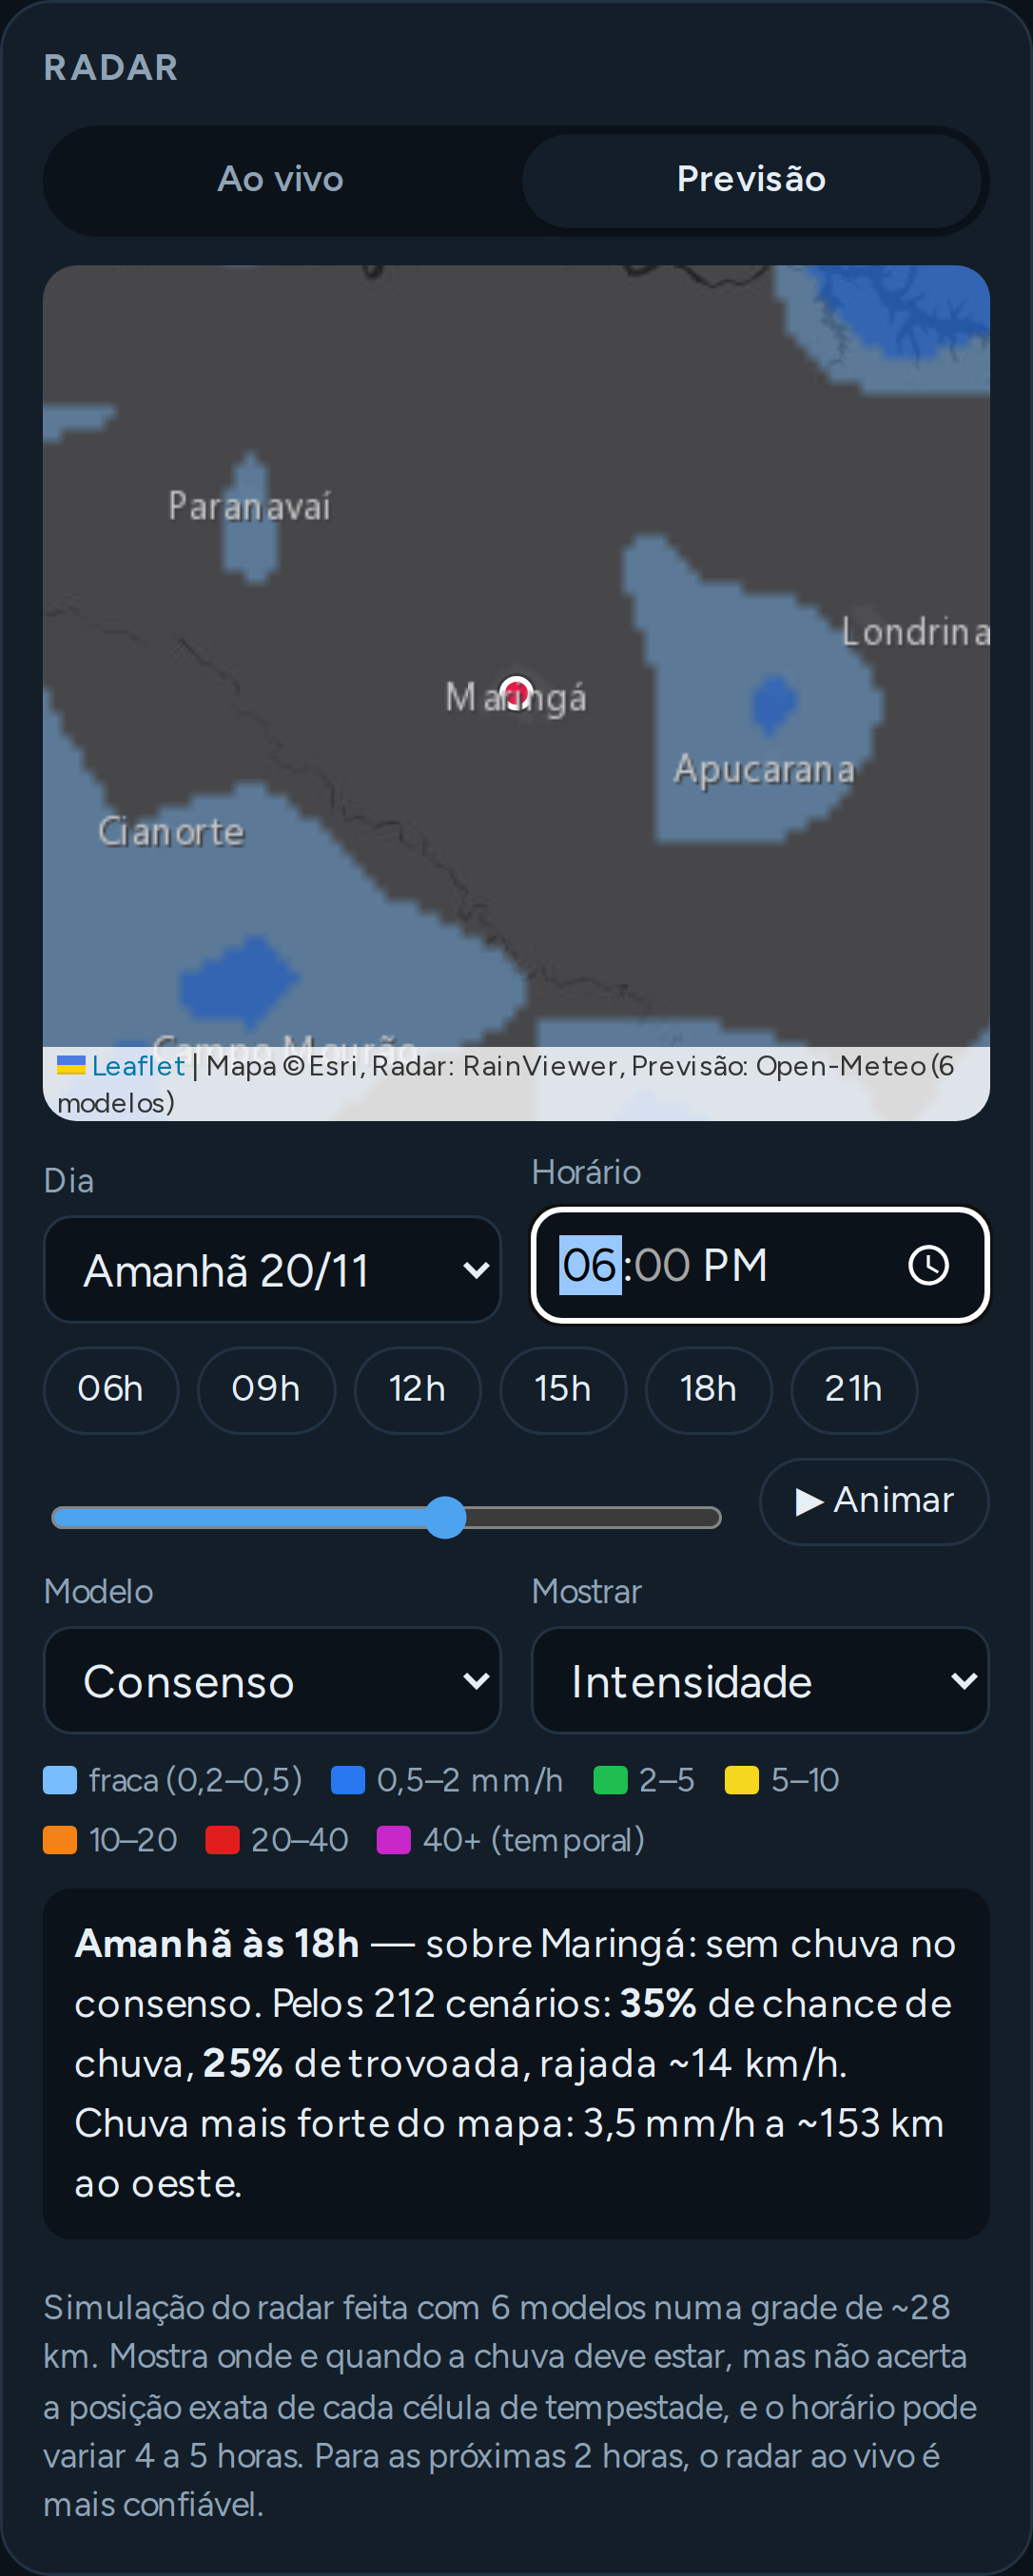 RADAR
Ao vivo
Previsão
Paranavaí
Londrina
Maringá
Apucarana
Cianorte
Campo Mourão
Leaflet | Mapa © Esri, Radar: RainViewer, Previsão: Open-Meteo (6
modelos)
Dia
Horário
Amanhã 20/11
06:00 PM
06h 09h 12h 15h 18h 21h
▶ Animar
Modelo
Mostrar
Consenso
Intensidade
fraca (0,2–0,5) 0,5–2 mm/h 2–5 5–10
10–20 20–40 40+ (temporal)
Amanhã às 18h — sobre Maringá: sem chuva no
consenso. Pelos 212 cenários: 35% de chance de
chuva, 25% de trovoada, rajada ~14 km/h.
Chuva mais forte do mapa: 3,5 mm/h a ~153 km
ao oeste.
Simulação do radar feita com 6 modelos numa grade de ~28
km. Mostra onde e quando a chuva deve estar, mas não acerta
a posição exata de cada célula de tempestade, e o horário pode
variar 4 a 5 horas. Para as próximas 2 horas, o radar ao vivo é
mais confiável.